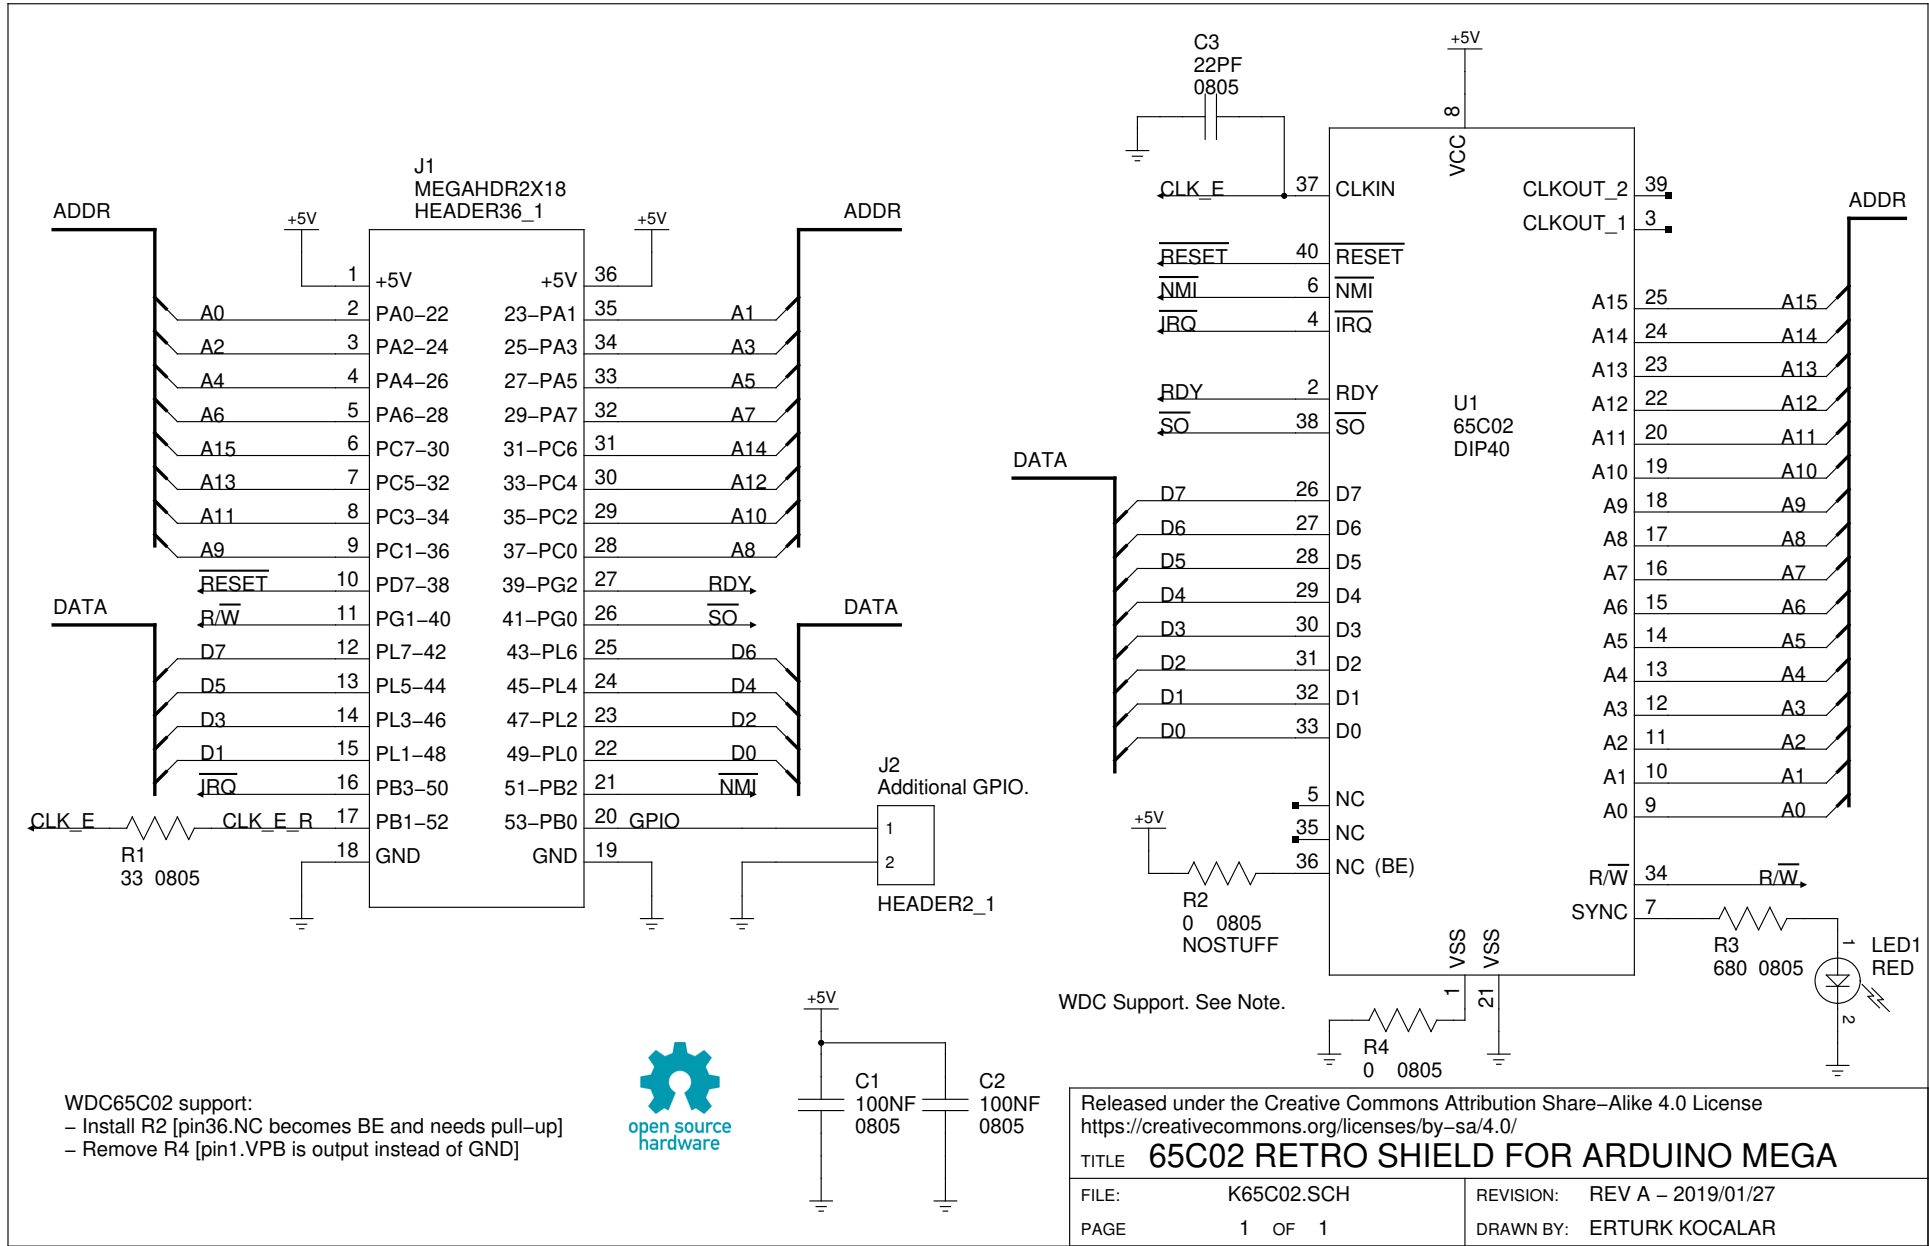 J1
MEGAHDR2X18
HEADER36_1
ADDR
+5V
+5V
ADDR
1 +5V
+5V 36
A0 2 PA0–22
23–PA1 35 A1
A2 3 PA2–24
25–PA3 34 A3
A4 4 PA4–26
27–PA5 33 A5
A6 5 PA6–28
29–PA7 32 A7
A15 6 PC7–30
31–PC6 31 A14
A13 7 PC5–32
33–PC4 30 A12
A11 8 PC3–34
35–PC2 29 A10
A9 9 PC1–36
37–PC0 28 A8
RESET 10 PD7–38
39–PG2 27 RDY
DATA
R/W 11 PG1–40
41–PG0 26 SO
DATA
D7 12 PL7–42
43–PL6 25 D6
D5 13 PL5–44
45–PL4 24 D4
D3 14 PL3–46
47–PL2 23 D2
D1 15 PL1–48
49–PL0 22 D0
IRQ 16 PB3–50
51–PB2 21 NMI
CLK_E CLK_E_R 17 PB1–52
53–PB0 20 GPIO
R1
33 0805
18 GND
GND 19
J2
Additional GPIO.
1
2
HEADER2_1
C3
22PF
0805
+5V
8
VCC
CLK_E 37 CLKIN
RESET 40 RESET
NMI 6 NMI
IRQ 4 IRQ
RDY 2 RDY
SO 38 SO
DATA
D7 26 D7
D6 27 D6
D5 28 D5
D4 29 D4
D3 30 D3
D2 31 D2
D1 32 D1
D0 33 D0
5 NC
35 NC
36 NC (BE)
+5V
R2
0 0805
NOSTUFF
U1
65C02
DIP40
CLKOUT_2 39
CLKOUT_1 3
ADDR
A15 25 A15
A14 24 A14
A13 23 A13
A12 22 A12
A11 20 A11
A10 19 A10
A9 18 A9
A8 17 A8
A7 16 A7
A6 15 A6
A5 14 A5
A4 13 A4
A3 12 A3
A2 11 A2
A1 10 A1
A0 9 A0
R/W 34 R/W
SYNC 7
R3
680 0805
1
LED1
RED
2
VSS
VSS
1
21
WDC Support. See Note.
R4
0 0805
+5V
C1
100NF
0805
C2
100NF
0805
open source
hardware
WDC65C02 support:
– Install R2 [pin36.NC becomes BE and needs pull–up]
– Remove R4 [pin1.VPB is output instead of GND]
Released under the Creative Commons Attribution Share–Alike 4.0 License
https://creativecommons.org/licenses/by–sa/4.0/
TITLE 65C02 RETRO SHIELD FOR ARDUINO MEGA
FILE: K65C02.SCH
REVISION: REV A – 2019/01/27
PAGE 1 OF 1
DRAWN BY: ERTURK KOCALAR